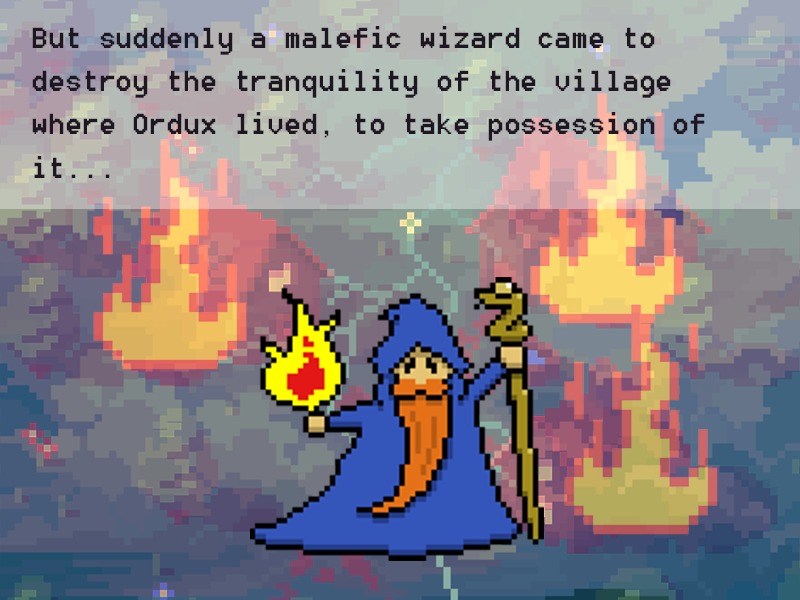 But suddenly a malefic wizard came to
destroy the tranquility of the village
where Ordux lived, to take possession of
it...